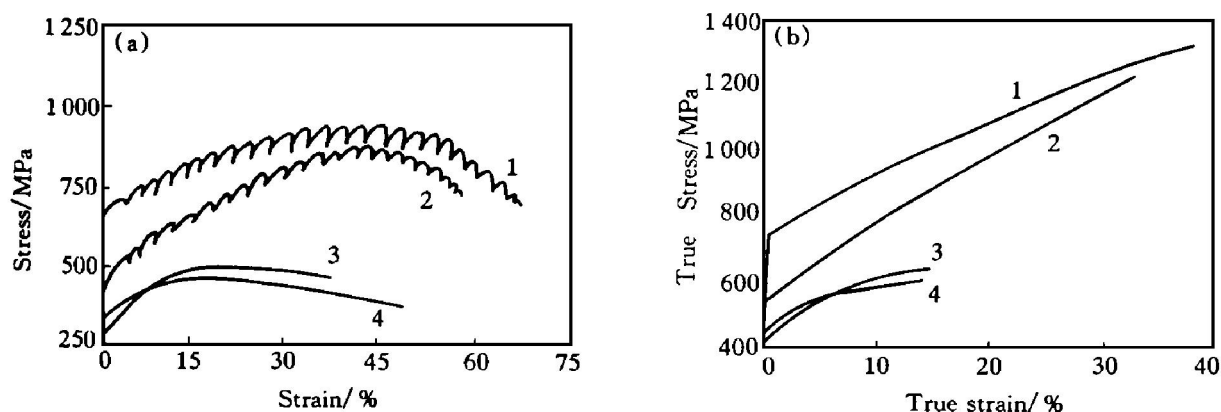 (a)
Stress/MPa
1 250
1 000
750
500
250
0 15 30 45 60 75
Strain/ %
1
2
3
4
(b)
True Stress/MPa
1 400
1 200
1 000
800
600
400
0 10 20 30 40
True strain/ %
1
2
3
4